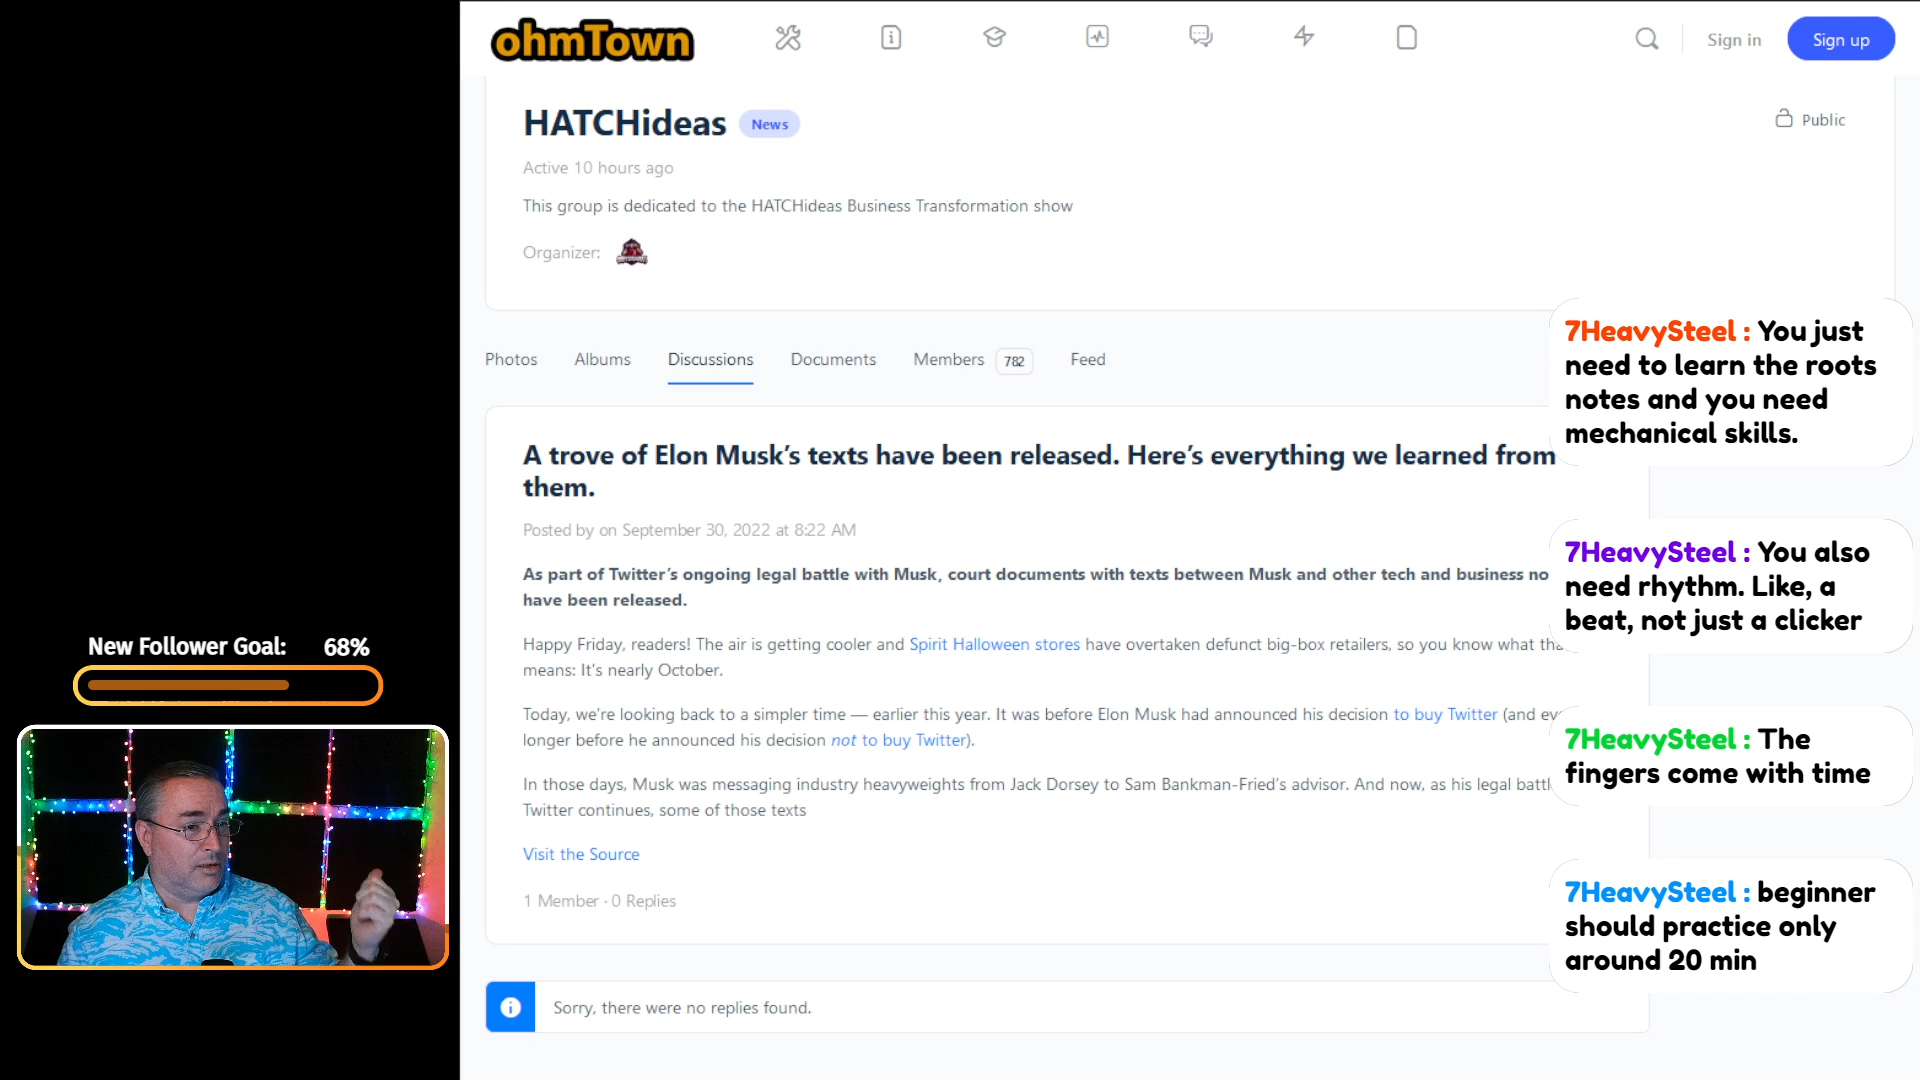 ohmTown
Sign in
Sign up
HATCHideas
News
Public
Active 10 hours ago
This group is dedicated to the HATCHideas Business Transformation show
Organizer:
Photos
Albums
Discussions
Documents
Members
782
Feed
A trove of Elon Musk's texts have been released. Here's everything we learned from
them.
Posted by on September 30, 2022 at 8:22 AM
As part of Twitter's ongoing legal battle with Musk, court documents with texts between Musk and other tech and business no
have been released.
Happy Friday, readers! The air is getting cooler and Spirit Halloween stores have overtaken defunct big-box retailers, so you know what
means: It's nearly October.
Today, we're looking back to a simpler time — earlier this year. It was before Elon Musk had announced his decision to buy Twitter (and
longer before he announced his decision not to buy Twitter).
In those days, Musk was messaging industry heavyweights from Jack Dorsey to Sam Bankman-Fried's advisor. And now, as his legal
Twitter continues, some of those texts
Visit the Source
1 Member · 0 Replies
Sorry, there were no replies found.
7HeavySteel : You just
need to learn the roots
notes and you need
mechanical skills.
7HeavySteel : You also
need rhythm. Like, a
beat, not just a clicker
7HeavySteel : The
fingers come with time
7HeavySteel : beginner
should practice only
around 20 min
New Follower Goal: 68%